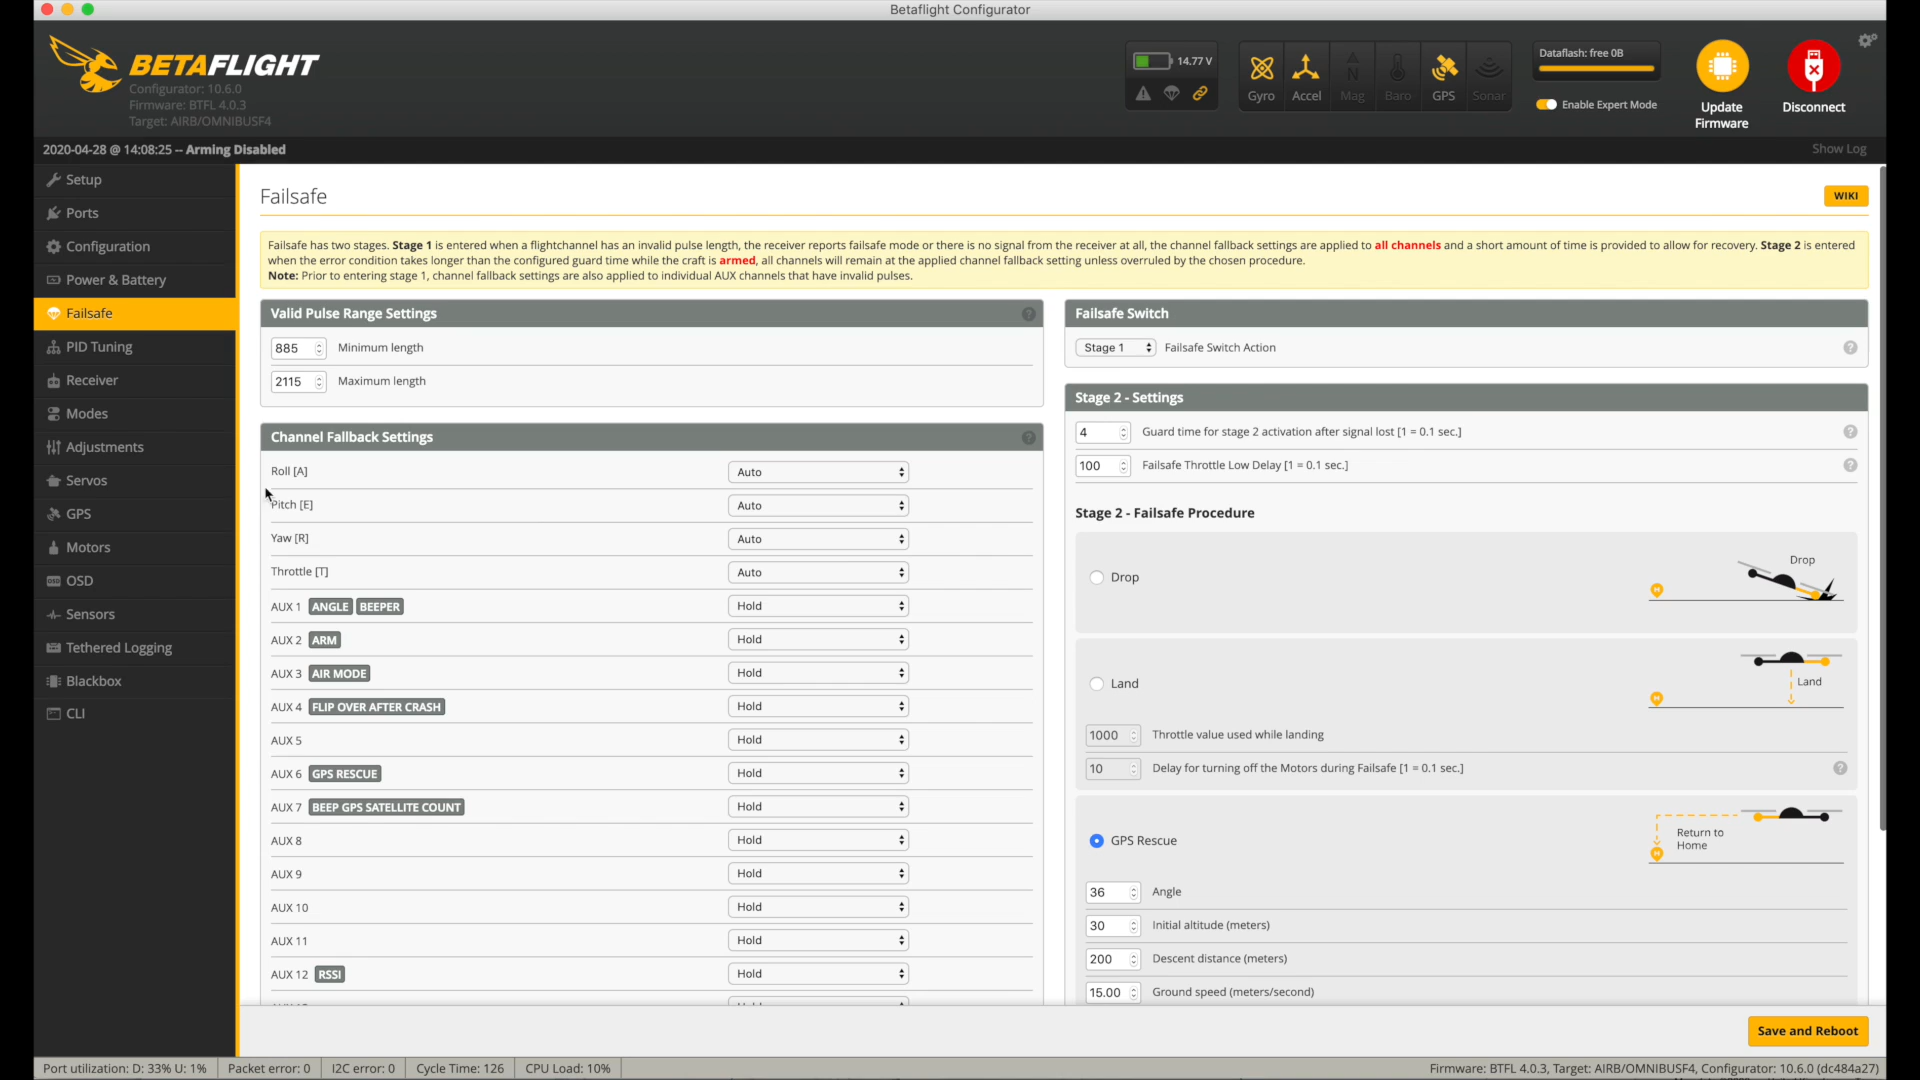 Betaflight Configurator
BETAFLIGHT
Configurator: 10.6.0
Firmware: BTFL 4.0.3
Target: AIRB/OMNIBUSF4
14.77 V
Gyro
Accel
Mag
Baro
GPS
Sonar
Dataflash: free 0B
Enable Expert Mode
Update
Firmware
Disconnect
2020-04-28 @ 14:08:25 -- Arming Disabled
Show Log
Setup
Ports
Configuration
Power & Battery
Failsafe
PID Tuning
Receiver
Modes
Adjustments
Servos
GPS
Motors
OSD
Sensors
Tethered Logging
Blackbox
CLI
Failsafe
WIKI
Failsafe has two stages. Stage 1 is entered when a flightchannel has an invalid pulse length, the receiver reports failsafe mode or there is no signal from the receiver at all, the channel fallback settings are applied to all channels and a short amount of time is provided to allow for recovery. Stage 2 is entered
when the error condition takes longer than the configured guard time while the craft is armed, all channels will remain at the applied channel fallback setting unless overruled by the chosen procedure.
Note: Prior to entering stage 1, channel fallback settings are also applied to individual AUX channels that have invalid pulses.
Valid Pulse Range Settings
885 Minimum length
2115 Maximum length
Channel Fallback Settings
Roll [A] Auto
Pitch [E] Auto
Yaw [R] Auto
Throttle [T] Auto
AUX 1 ANGLE BEEPER Hold
AUX 2 ARM Hold
AUX 3 AIR MODE Hold
AUX 4 FLIP OVER AFTER CRASH Hold
AUX 5 Hold
AUX 6 GPS RESCUE Hold
AUX 7 BEEP GPS SATELLITE COUNT Hold
AUX 8 Hold
AUX 9 Hold
AUX 10 Hold
AUX 11 Hold
AUX 12 RSSI Hold
Failsafe Switch
Stage 1 Failsafe Switch Action
Stage 2 - Settings
4 Guard time for stage 2 activation after signal lost [1 = 0.1 sec.]
100 Failsafe Throttle Low Delay [1 = 0.1 sec.]
Stage 2 - Failsafe Procedure
Drop
Drop
Land
Land
1000 Throttle value used while landing
10 Delay for turning off the Motors during Failsafe [1 = 0.1 sec.]
GPS Rescue
Return to
Home
36 Angle
30 Initial altitude (meters)
200 Descent distance (meters)
15.00 Ground speed (meters/second)
Save and Reboot
Port utilization: D: 33% U: 1%
Packet error: 0
I2C error: 0
Cycle Time: 126
CPU Load: 10%
Firmware: BTFL 4.0.3, Target: AIRB/OMNIBUSF4, Configurator: 10.6.0 (dc484a27)